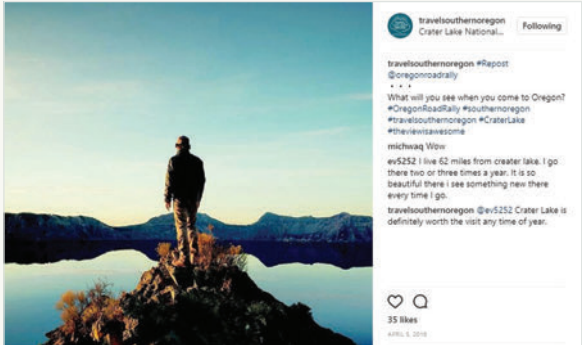 travelsouthernoregon
Crater Lake National...
Following
travelsouthernoregon #Repost
@oregonroadrally
• • •
What will you see when you come to Oregon?
#OregonRoadRally #southernoregon
#travelsouthernoregon #CraterLake
#theviewisawesome
michwaq Wow
ev5252 I live 62 miles from creater lake. I go
there two or three times a year. It is so
beautiful there i see something new there
every time I go.
travelsouthernoregon @ev5252 Crater Lake is
definitely worth the visit any time of year.
35 likes
APRIL 5, 2016